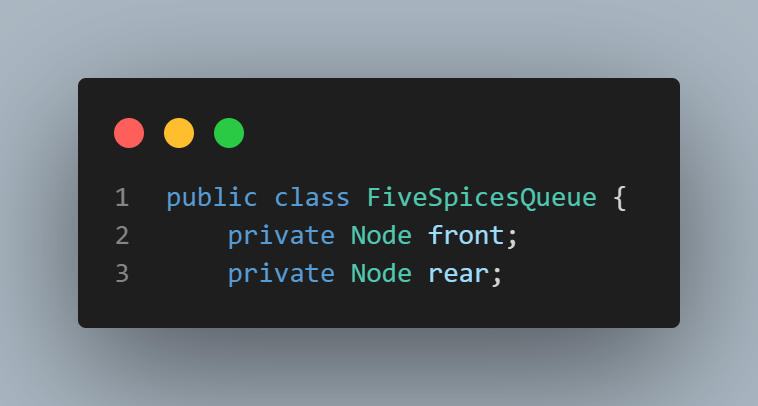 1 public class FiveSpicesQueue {
2     private Node front;
3     private Node rear;